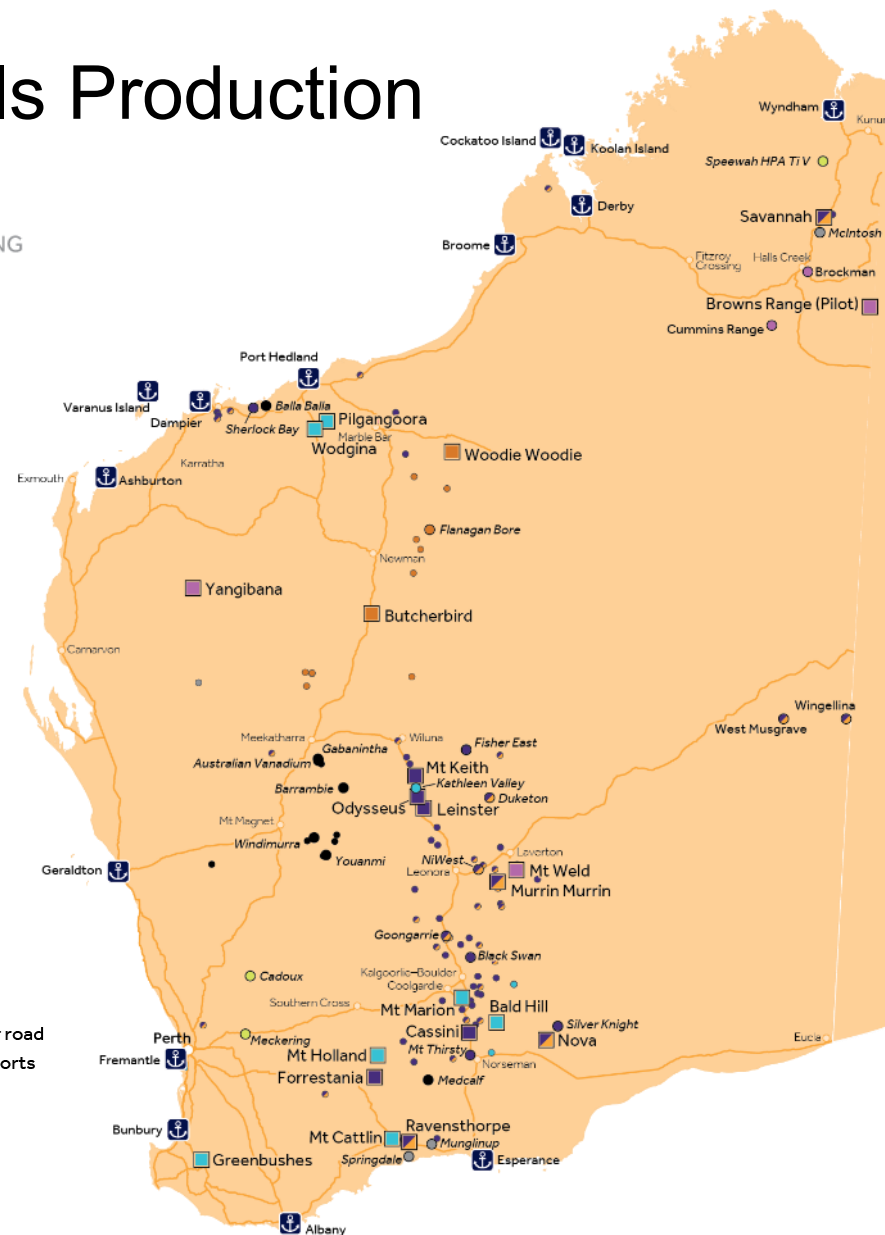 ls Production
NG
Wyndham
Cockatoo Island
Koolan Island
Speewah HPA Ti V
Derby
Savannah
McIntosh
Broome
Fitzroy
Crossing
Halls Creek
Brockman
Browns Range (Pilot)
Cummins Range
Port Hedland
Varanus Island
Dampier
Balla Balla
Sherlock Bay
Pilgangoora
Marble Bar
Wodgina
Woodie Woodie
Karratha
Exmouth
Ashburton
Flanagan Bore
Newman
Yangibana
Butcherbird
Carnarvon
Wingellina
West Musgrave
Meekatharra
Wiluna
Fisher East
Gabanintha
Australian Vanadium
Mt Keith
Kathleen Valley
Barrambie
Duketon
Odysseus
Leinster
Mt Magnet
Windimurra
Youanmi
NiWest
Laverton
Leonora
Mt Weld
Murrin Murrin
Geraldton
Goongarrie
Black Swan
Cadoux
Kalgoorlie-Boulder
Coolgardie
Southern Cross
Mt Marion
Bald Hill
Silver Knight
Cassini
Nova
Eucla
road
orts
Perth
Meckering
Fremantle
Mt Holland
Mt Thirsty
Norseman
Forrestania
Medcalf
Bunbury
Ravensthorpe
Mt Cattlin
Munglinup
Greenbushes
Springdale
Esperance
Albany